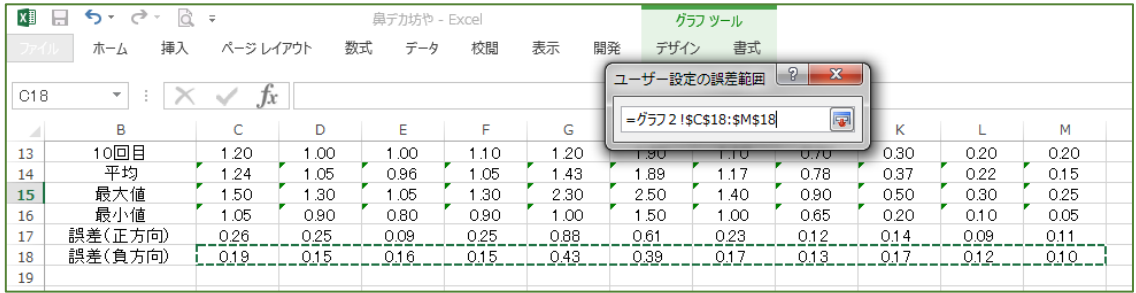 鼻デカ坊や - Excel
グラフ ツール
ファイル ホーム 挿入 ページ レイアウト 数式 データ 校閲 表示 開発 デザイン 書式
ユーザー設定の誤差範囲
C18 fx
=グラフ2!$C$18:$M$18
B C D E F G K L M
13 10回目 1.20 1.00 1.00 1.10 1.20 1.90 1.10 0.70 0.30 0.20 0.20
14 平均 1.24 1.05 0.96 1.05 1.43 1.89 1.17 0.78 0.37 0.22 0.15
15 最大値 1.50 1.30 1.05 1.30 2.30 2.50 1.40 0.90 0.50 0.30 0.25
16 最小値 1.05 0.90 0.80 0.90 1.00 1.50 1.00 0.65 0.20 0.10 0.05
17 誤差(正方向) 0.26 0.25 0.09 0.25 0.88 0.61 0.23 0.12 0.14 0.09 0.11
18 誤差(負方向) 0.19 0.15 0.16 0.15 0.43 0.39 0.17 0.13 0.17 0.12 0.10
19